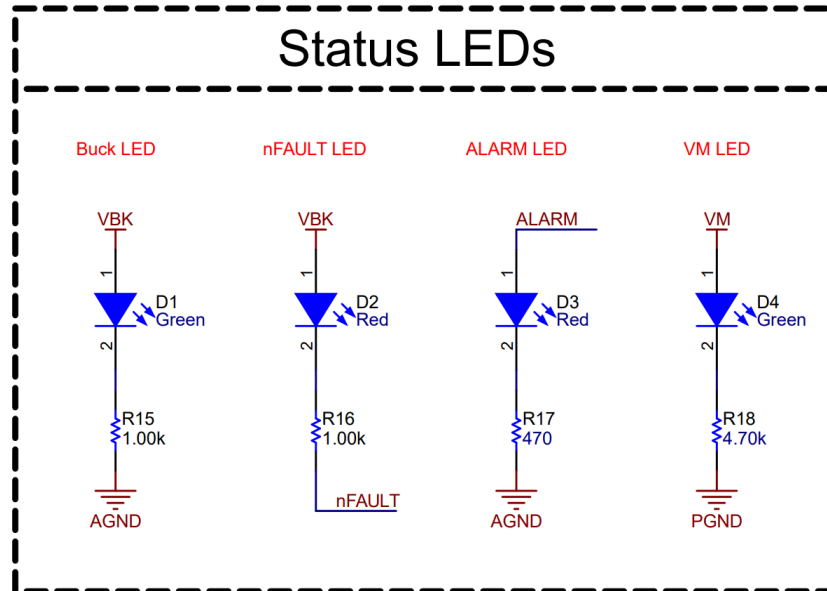 Status LEDs
Buck LED
nFAULT LED
ALARM LED
VM LED
VBK
VBK
ALARM
VM
1
1
1
1
D1
Green
D2
Red
D3
Red
D4
Green
2
2
2
2
R15
1.00k
R16
1.00k
R17
470
R18
4.70k
nFAULT
AGND
AGND
PGND